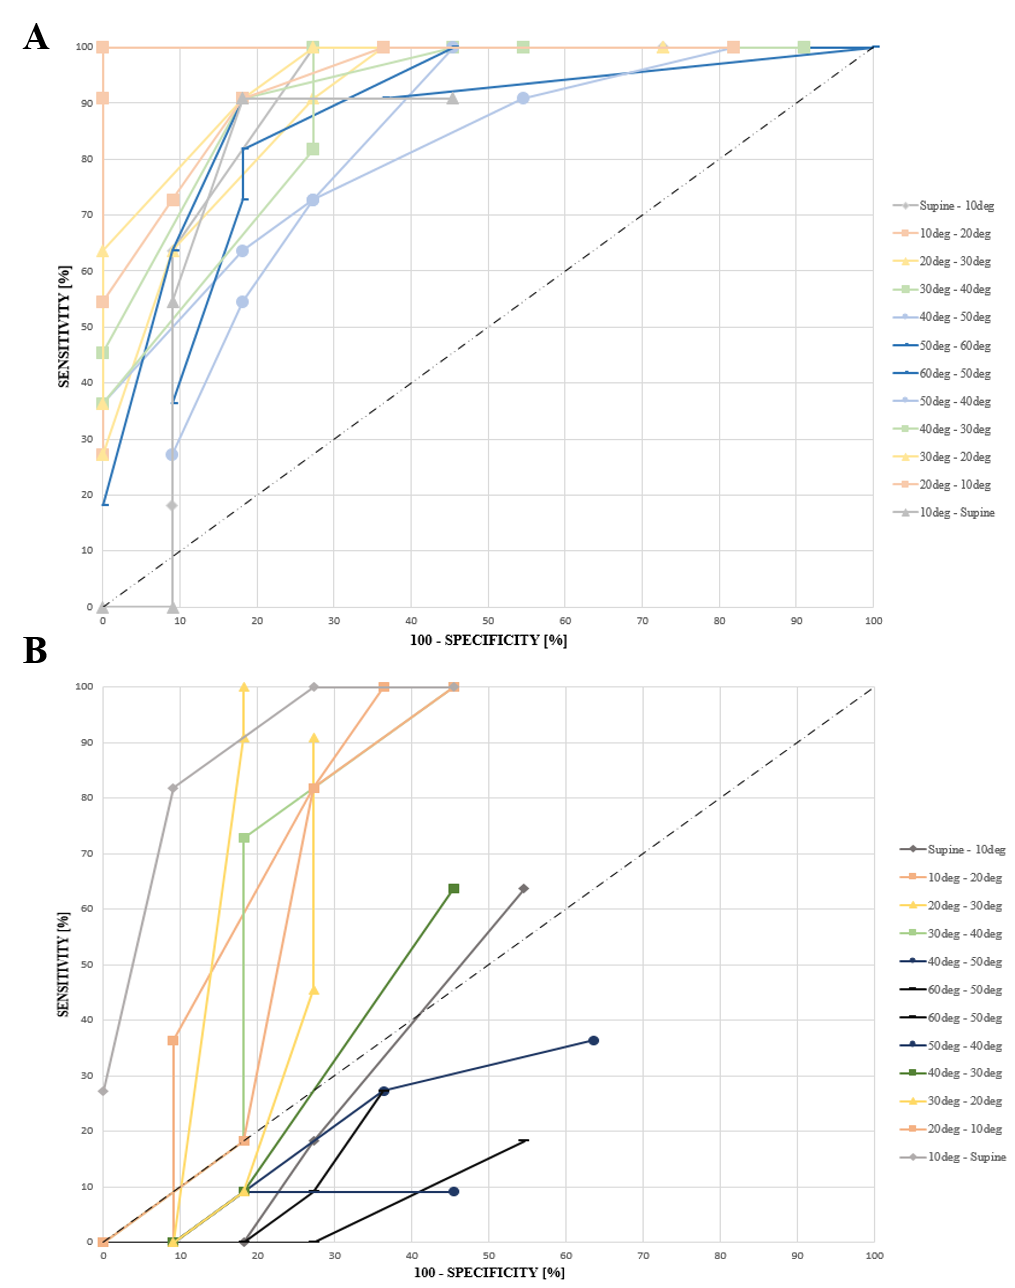 A
100
90
80
70
60
50
40
30
20
10
0
SENSITIVITY [%]
0 10 20 30 40 50 60 70 80 90 100
100 - SPECIFICITY [%]
Supine - 10deg
10deg - 20deg
20deg - 30deg
30deg - 40deg
40deg - 50deg
50deg - 60deg
60deg - 50deg
50deg - 40deg
40deg - 30deg
30deg - 20deg
20deg - 10deg
10deg - Supine
B
100
90
80
70
60
50
40
30
20
10
0
SENSITIVITY [%]
0 10 20 30 40 50 60 70 80 90 100
100 - SPECIFICITY [%]
Supine - 10deg
10deg - 20deg
20deg - 30deg
30deg - 40deg
40deg - 50deg
60deg - 50deg
60deg - 50deg
50deg - 40deg
40deg - 30deg
30deg - 20deg
20deg - 10deg
10deg - Supine